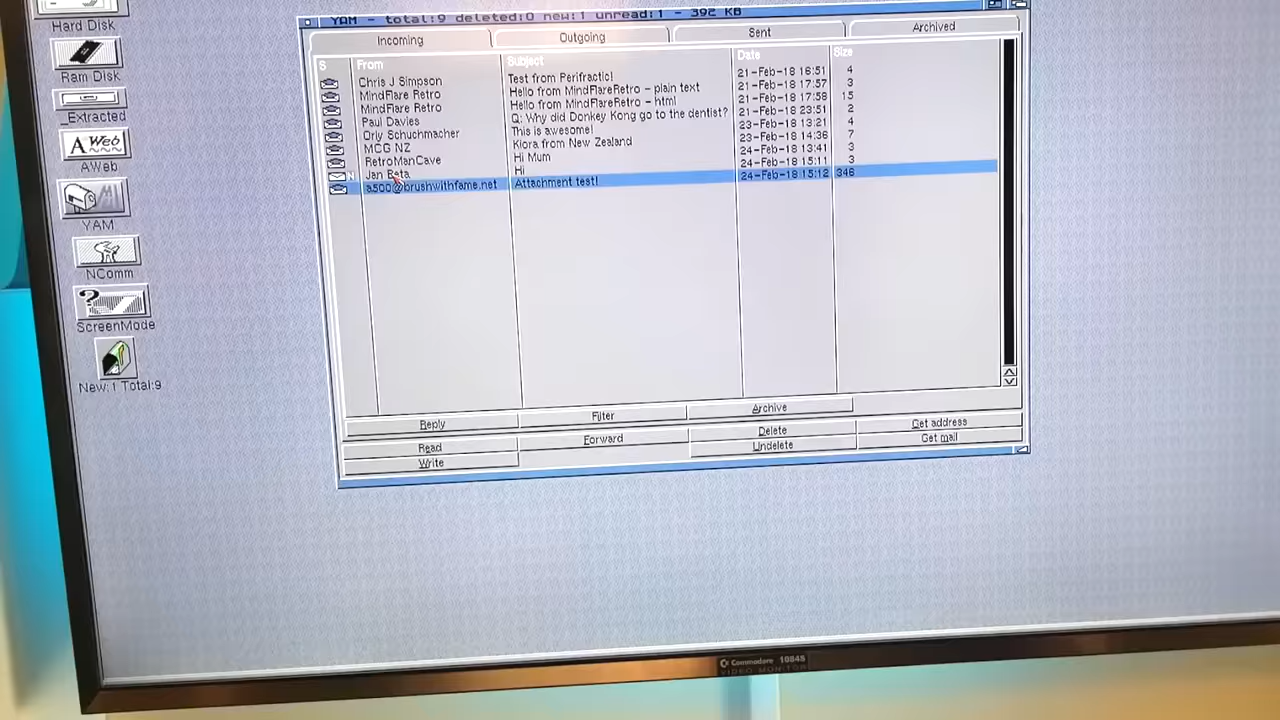 Hard Disk
Ram Disk
_Extracted
AWeb
AWeb
YAM
NComm
ScreenMode
New:1 Total:9
YAM - total:9 deleted:0 new:1 unread:1 - 392 KB
Incoming Outgoing Sent Archived
S From Subject Date Size
Chris J Simpson Test from Perifractic! 21-Feb-18 16:51 4
MindFlare Retro Hello from MindFlareRetro - plain text 21-Feb-18 17:57 3
MindFlare Retro Hello from MindFlareRetro - html 21-Feb-18 17:58 15
Paul Davies Q: Why did Donkey Kong go to the dentist? 21-Feb-18 23:51 2
Orly Schuchmacher This is awesome! 23-Feb-18 13:21 4
MCG NZ Kiora from New Zealand 23-Feb-18 14:36 7
RetroManCave Hi Mum 24-Feb-18 13:41 3
N Jan Beta Hi 24-Feb-18 15:11 3
a500@brushwithfame.net Attachment test! 24-Feb-18 15:12 346
Reply Filter Archive
Read Forward Delete Get address
Write Undelete Get mail
Commodore 1084S
VIDEO MONITOR